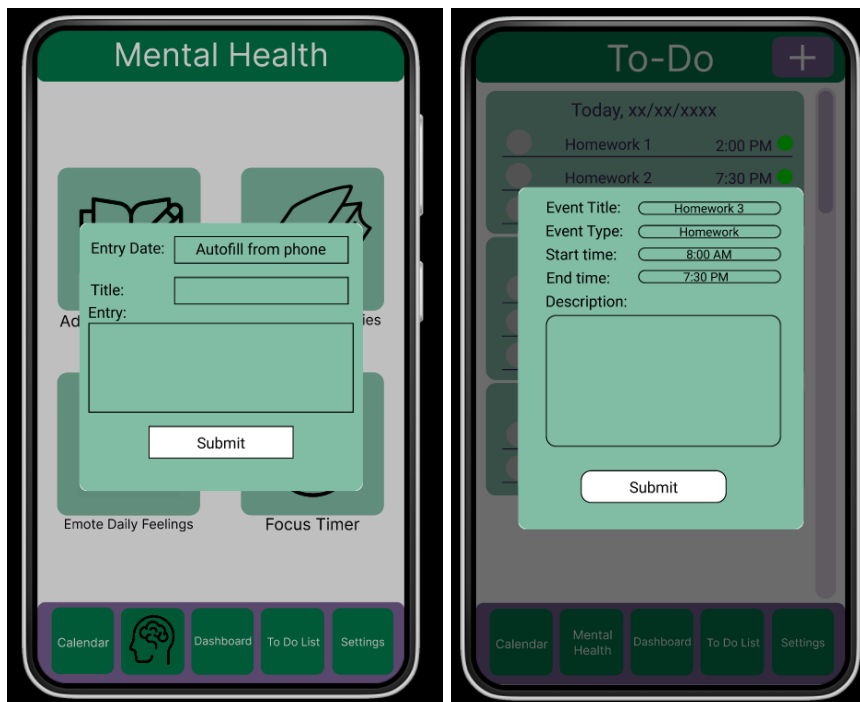 Mental Health
Entry Date: Autofill from phone
Title:
Entry:
Ad
ies
Submit
Emote Daily Feelings
Focus Timer
Calendar
Dashboard
To Do List
Settings
To-Do
+
Today, xx/xx/xxxx
Homework 1 2:00 PM
Homework 2 7:30 PM
Event Title: Homework 3
Event Type: Homework
Start time: 8:00 AM
End time: 7:30 PM
Description:
Submit
Calendar
Mental
Health
Dashboard
To Do List
Settings